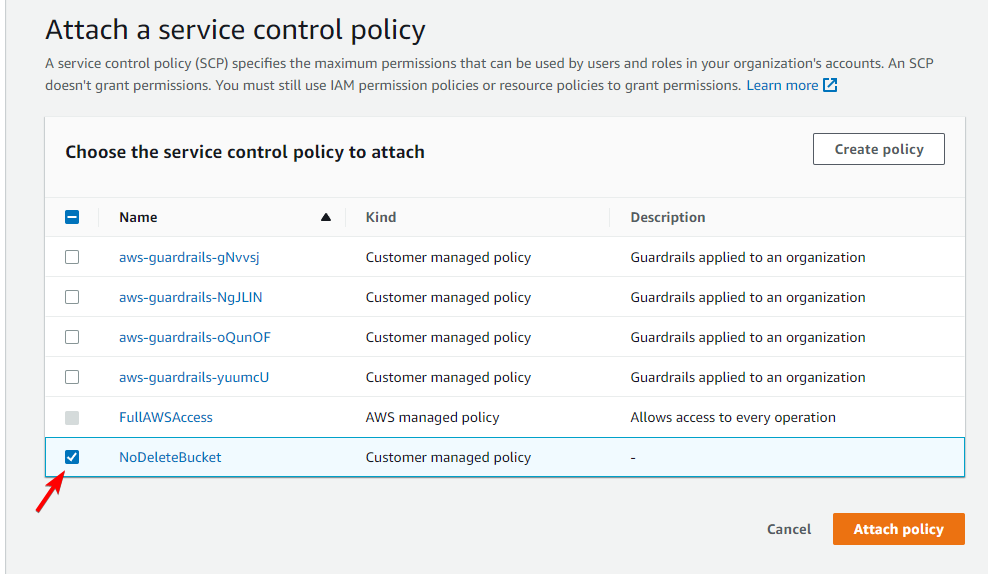 Attach a service control policy
A service control policy (SCP) specifies the maximum permissions that can be used by users and roles in your organization's accounts. An SCP
doesn't grant permissions. You must still use IAM permission policies or resource policies to grant permissions. Learn more
Choose the service control policy to attach
Create policy
Name Kind Description
aws-guardrails-gNvvsj Customer managed policy Guardrails applied to an organization
aws-guardrails-NgJLIN Customer managed policy Guardrails applied to an organization
aws-guardrails-oQunOF Customer managed policy Guardrails applied to an organization
aws-guardrails-yuumcU Customer managed policy Guardrails applied to an organization
FullAWSAccess AWS managed policy Allows access to every operation
NoDeleteBucket Customer managed policy -
Cancel Attach policy